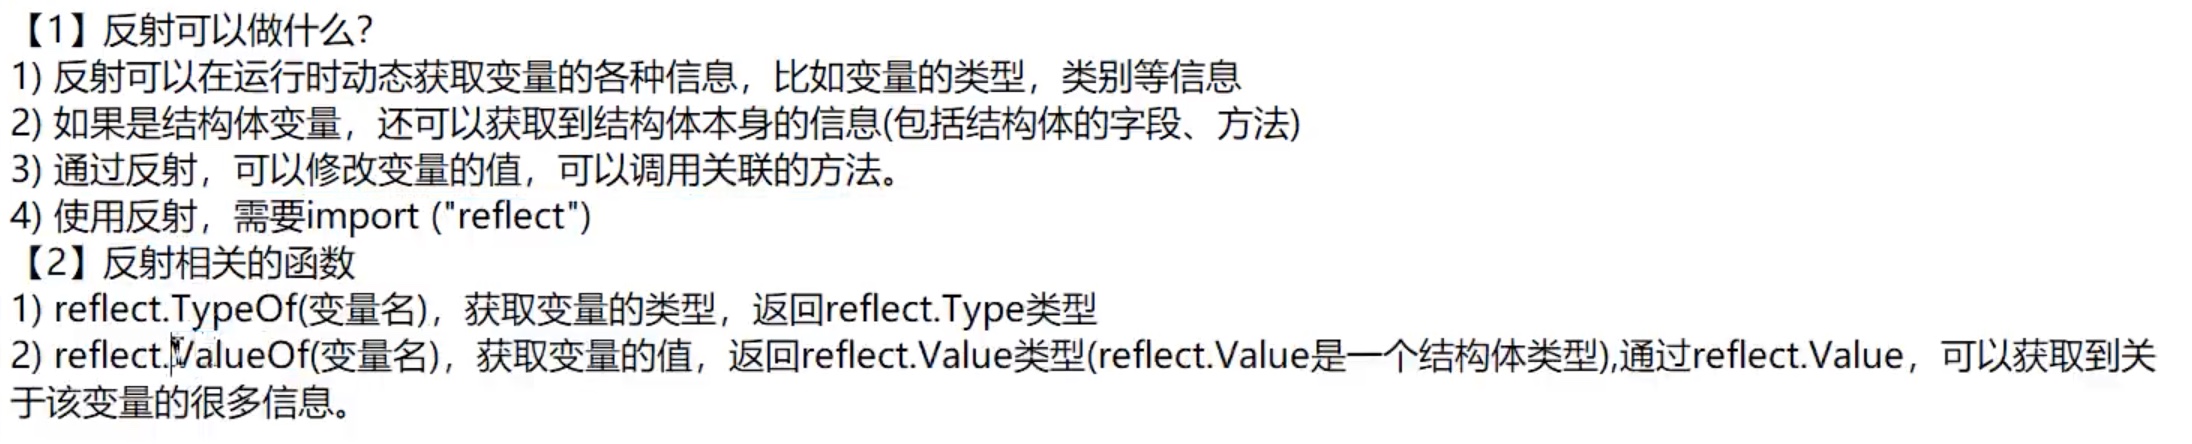 【1】反射可以做什么？
1) 反射可以在运行时动态获取变量的各种信息，比如变量的类型，类别等信息
2) 如果是结构体变量，还可以获取到结构体本身的信息(包括结构体的字段、方法)
3) 通过反射，可以修改变量的值，可以调用关联的方法。
4) 使用反射，需要import ("reflect")
【2】反射相关的函数
1) reflect.TypeOf(变量名)，获取变量的类型，返回reflect.Type类型
2) reflect.ValueOf(变量名)，获取变量的值，返回reflect.Value类型(reflect.Value是一个结构体类型),通过reflect.Value，可以获取到关
于该变量的很多信息。